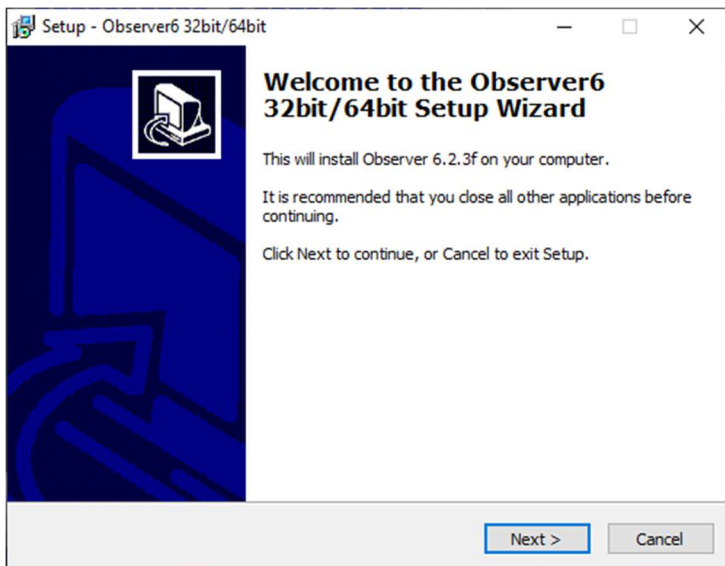 Setup - Observer6 32bit/64bit
Welcome to the Observer6
32bit/64bit Setup Wizard
This will install Observer 6.2.3f on your computer.
It is recommended that you close all other applications before
continuing.
Click Next to continue, or Cancel to exit Setup.
Next >
Cancel